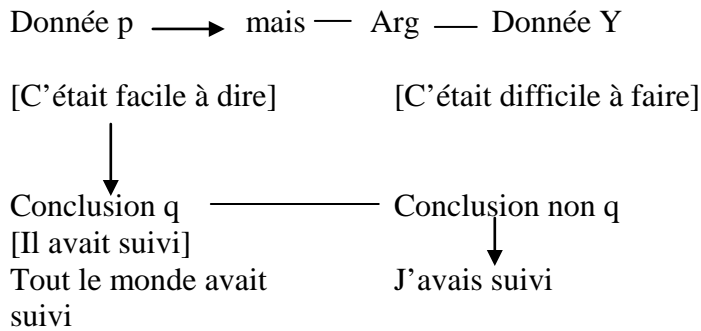 Donnée p mais Arg Donnée Y
[C’était facile à dire] [C’était difficile à faire]
Conclusion q Conclusion non q
[Il avait suivi]
Tout le monde avait J’avais suivi
suivi